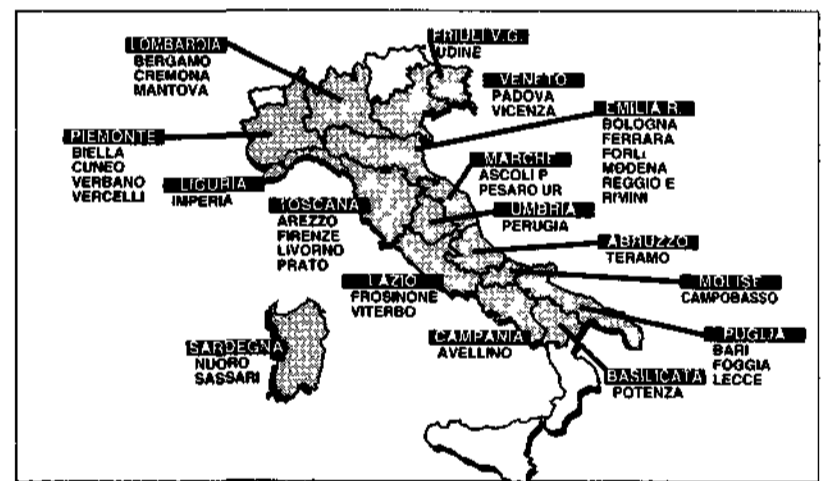 FRIULI V.G.
UDINE
LOMBARDIA
BERGAMO
CREMONA
MANTOVA
VENETO
PADOVA
VICENZA
EMILIA R.
BOLOGNA
FERRARA
FORLI
MODENA
REGGIO E
RIMINI
PIEMONTE
BIELLA
CUNEO
VERBANO
VERCELLI
LIGURIA
IMPERIA
MARCHE
ASCOLI P
PESARO UR
TOSCANA
AREZZO
FIRENZE
LIVORNO
PRATO
UMBRIA
PERUGIA
ABRUZZO
TERAMO
LAZIO
FROSINONE
VITERBO
MOLISE
CAMPOBASSO
CAMPANIA
AVELLINO
PUGLIA
BARI
FOGGIA
LECCE
SARDEGNA
NUORO
SASSARI
BASILICATA
POTENZA